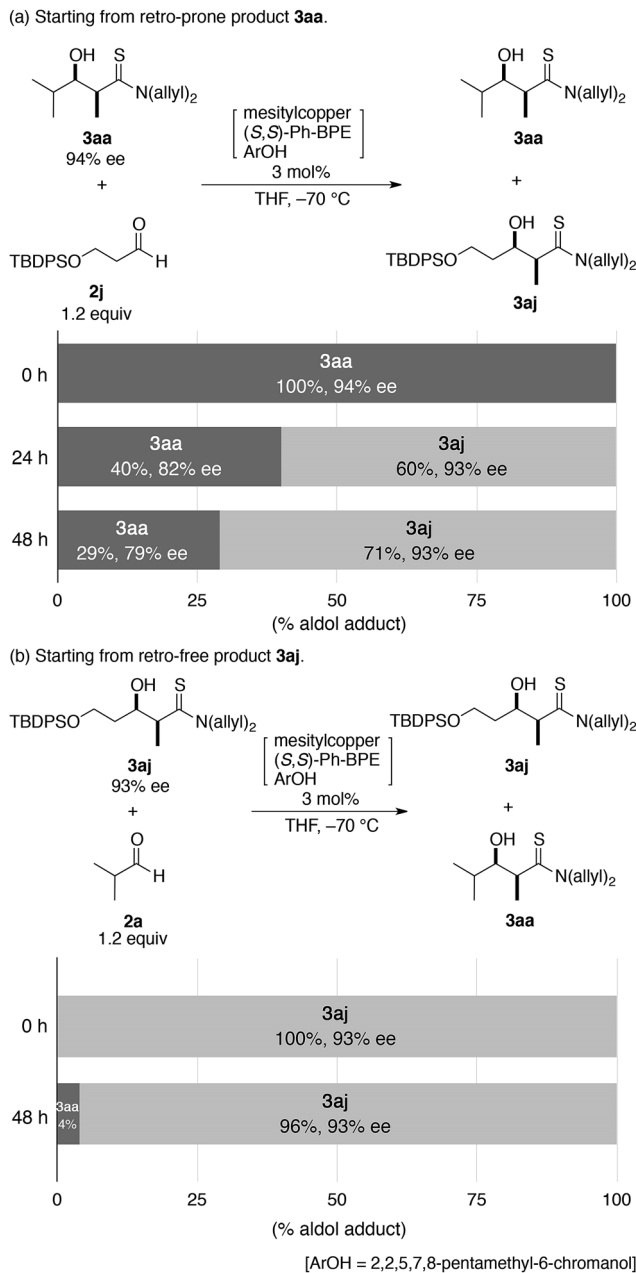 (a) Starting from retro-prone product 3aa.
OH S
N(allyl)2
3aa
94% ee
+
O
TBDPSO H
2j
1.2 equiv
mesitylcopper
(S,S)-Ph-BPE
ArOH
3 mol%
THF, –70 °C
OH S
N(allyl)2
3aa
+
OH S
TBDPSO N(allyl)2
3aj
0 h
3aa
100%, 94% ee
24 h
3aa
40%, 82% ee
3aj
60%, 93% ee
48 h
3aa
29%, 79% ee
3aj
71%, 93% ee
0 25 50 75 100
(% aldol adduct)
(b) Starting from retro-free product 3aj.
OH S
TBDPSO N(allyl)2
3aj
93% ee
+
O
H
2a
1.2 equiv
mesitylcopper
(S,S)-Ph-BPE
ArOH
3 mol%
THF, –70 °C
OH S
TBDPSO N(allyl)2
3aj
+
OH S
N(allyl)2
3aa
0 h
3aj
100%, 93% ee
48 h
3aa
4%
3aj
96%, 93% ee
0 25 50 75 100
(% aldol adduct)
[ArOH = 2,2,5,7,8-pentamethyl-6-chromanol]